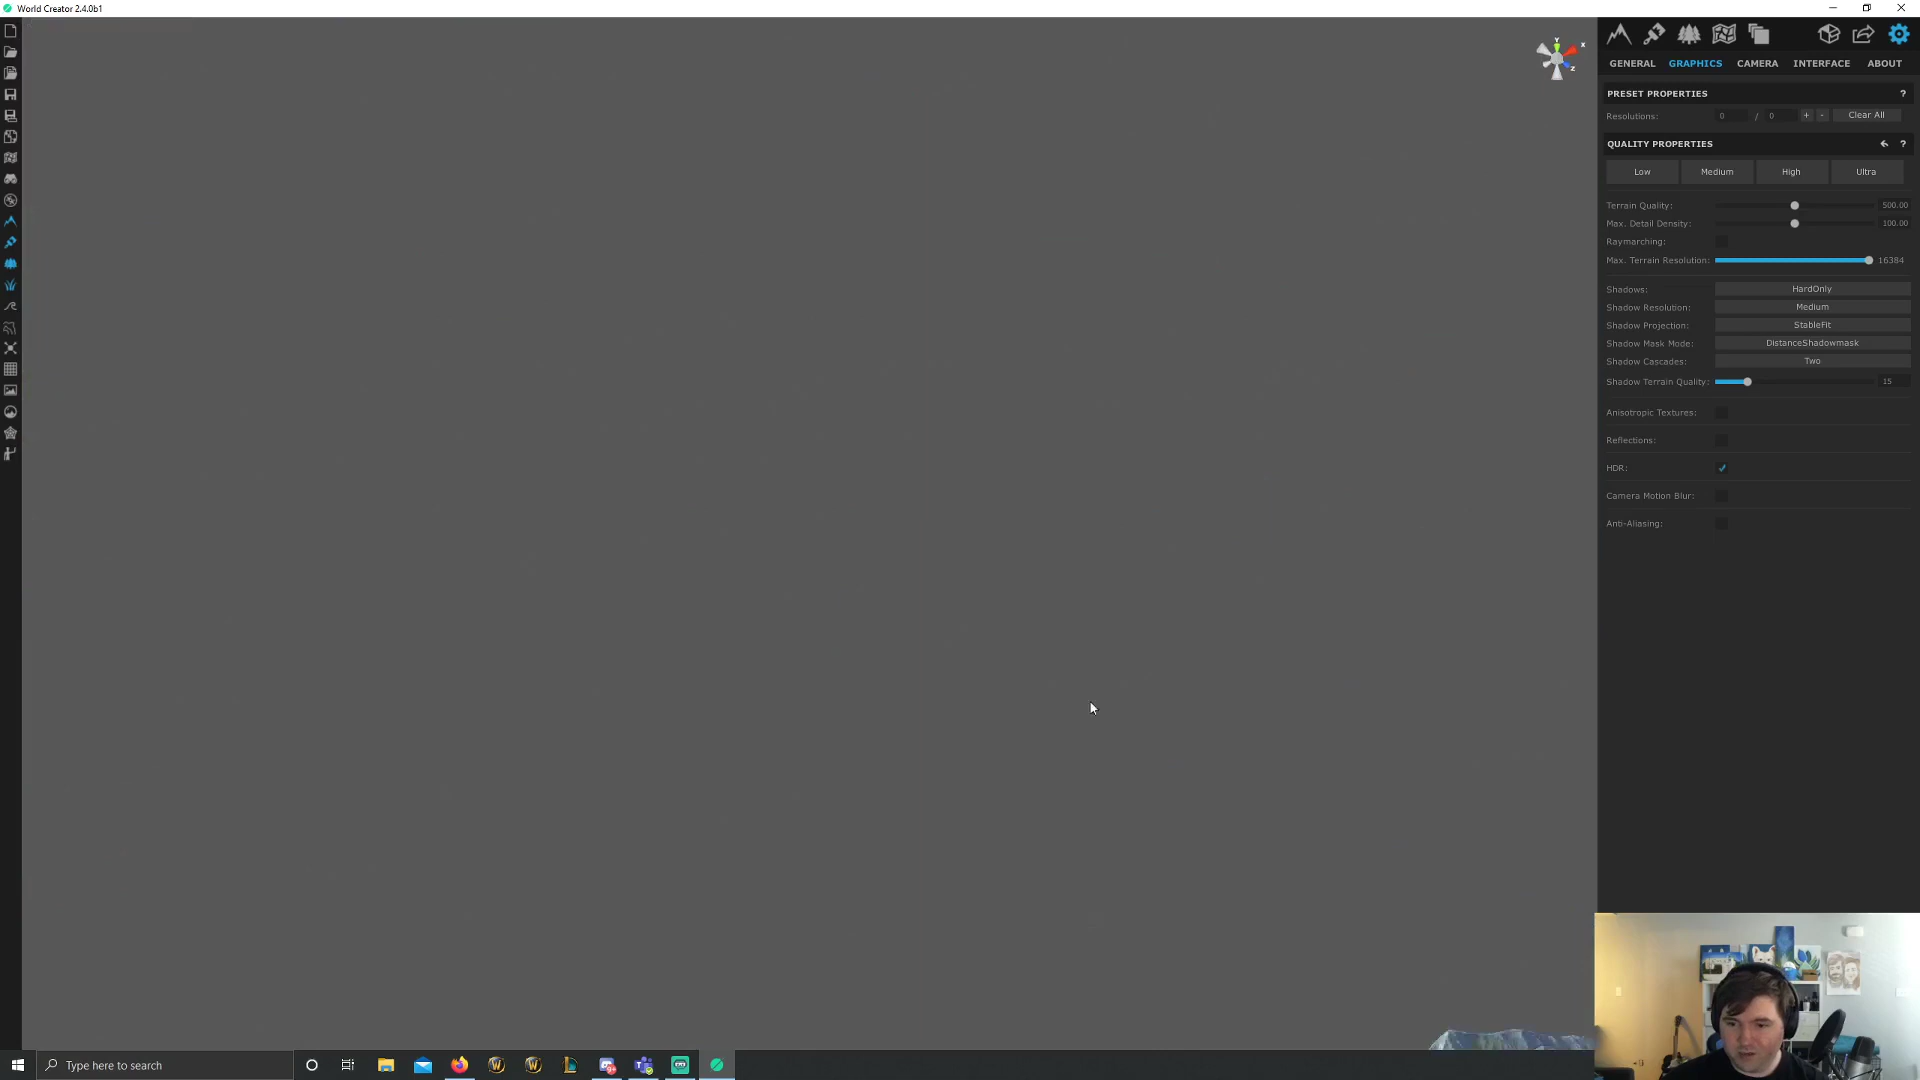 World Creator 2.4.0b1
Y
X
Z
GENERAL GRAPHICS CAMERA INTERFACE ABOUT
PRESET PROPERTIES ?
Resolutions: 0 / 0 + - Clear All
QUALITY PROPERTIES ?
Low Medium High Ultra
Terrain Quality: 500.00
Max. Detail Density: 100.00
Raymarching:
Max. Terrain Resolution: 16384
Shadows: HardOnly
Shadow Resolution: Medium
Shadow Projection: StableFit
Shadow Mask Mode: DistanceShadowmask
Shadow Cascades: Two
Shadow Terrain Quality: 15
Anisotropic Textures:
Reflections:
HDR:
Camera Motion Blur:
Anti-Aliasing:
Type here to search